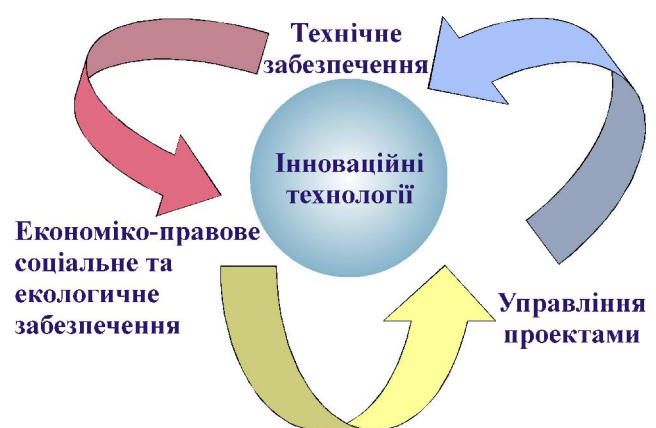 Технічне
забезпечення
Інноваційні
технології
Економіко-правове
соціальне та
екологичне
забезпечення
Управління
проектами